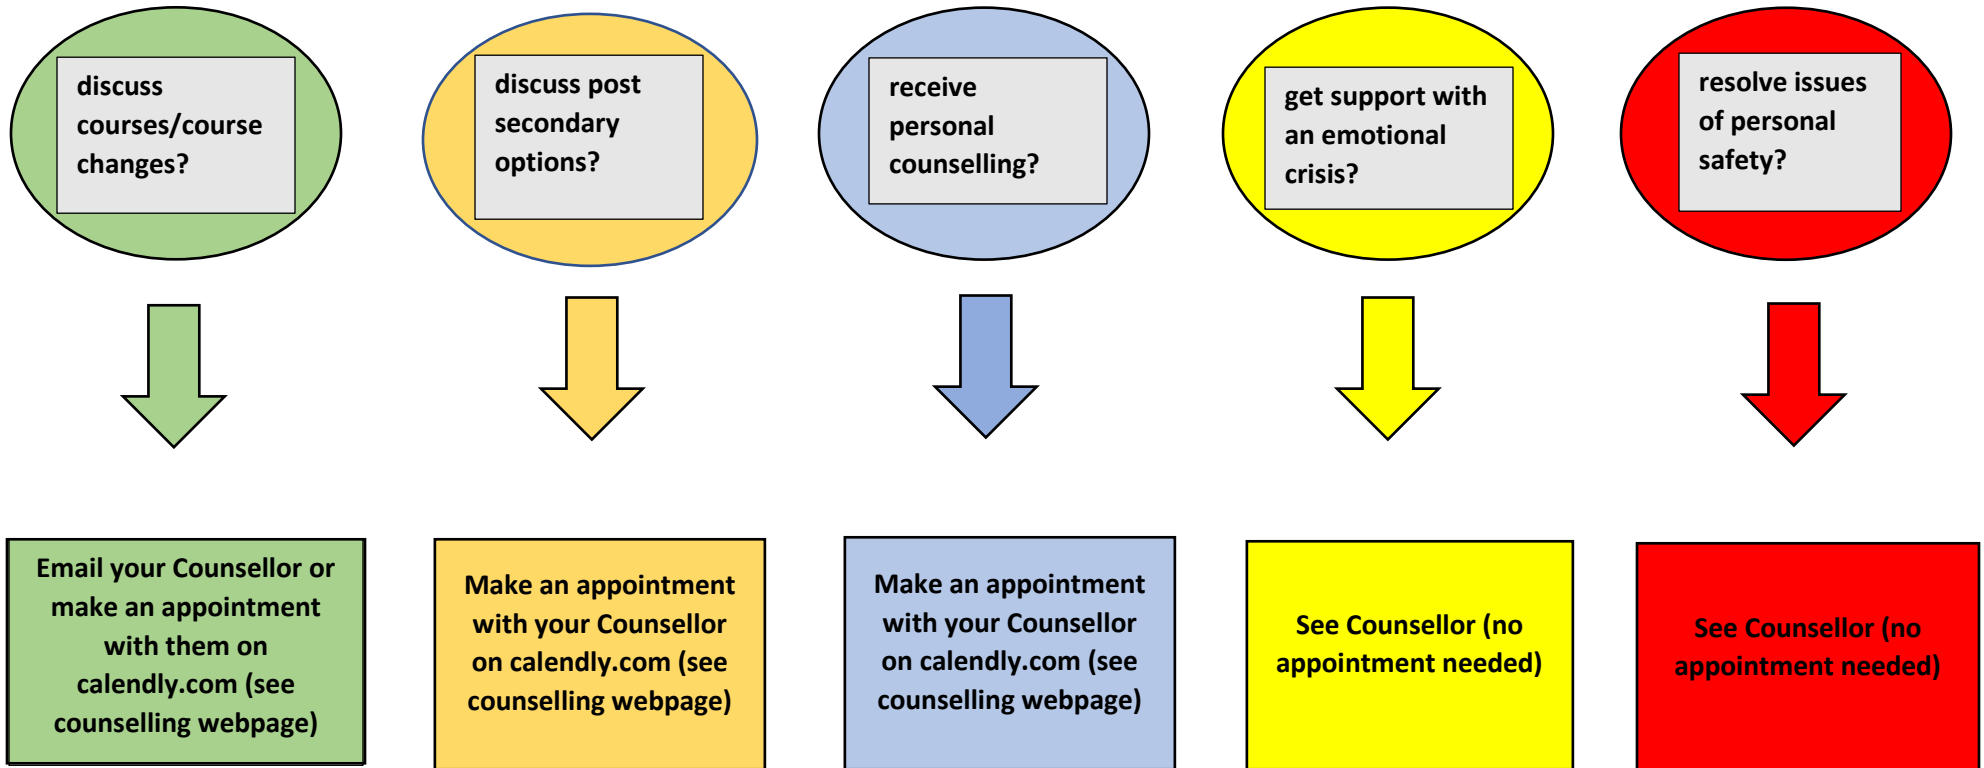 discuss
courses/course
changes?
discuss post
secondary
options?
receive
personal
counselling?
get support with
an emotional
crisis?
resolve issues
of personal
safety?
Email your Counsellor or
make an appointment
with them on
calendly.com (see
counselling webpage)
Make an appointment
with your Counsellor
on calendly.com (see
counselling webpage)
Make an appointment
with your Counsellor
on calendly.com (see
counselling webpage)
See Counsellor (no
appointment needed)
See Counsellor (no
appointment needed)